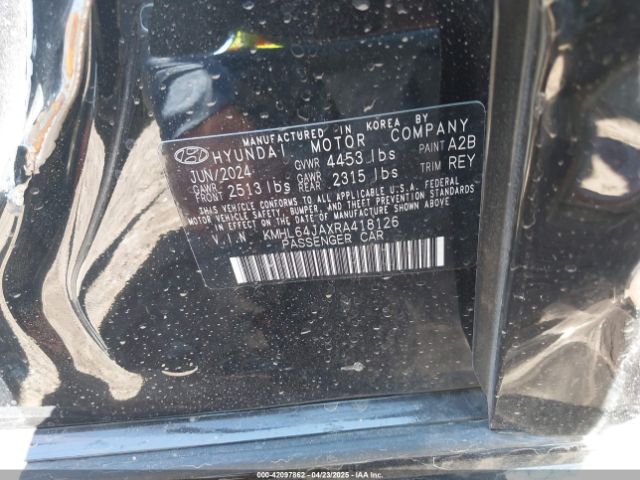 MANUFACTURED IN KOREA BY
HYUNDAI MOTOR COMPANY
JUN/2024 GVWR 4453 lbs PAINT A2B
GAWR FRONT 2513 lbs GAWR REAR 2315 lbs TRIM REY
THIS VEHICLE CONFORMS TO ALL APPLICABLE U.S.A. FEDERAL
MOTOR VEHICLE SAFETY, BUMPER, AND THEFT PREVENTION STANDARDS
IN EFFECT ON THE DATE OF MANUFACTURE SHOWN ABOVE.
V.I.N. KMHL64JAXRA418126
PASSENGER CAR
000-42097862 - 04/23/2025 - IAAI.CA